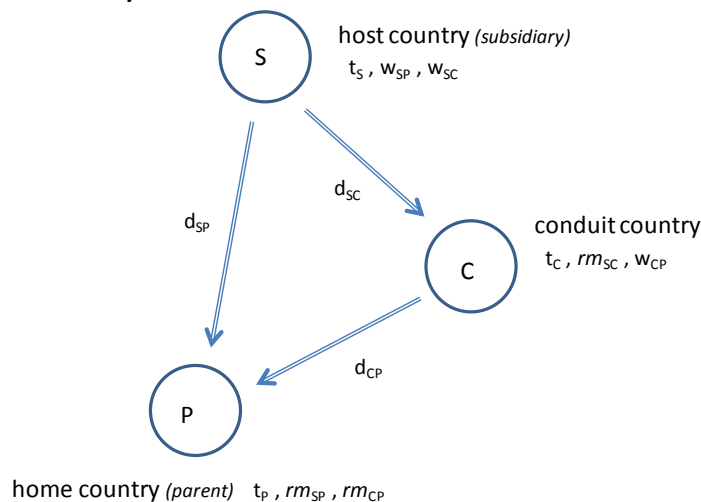 host country (subsidiary)
S
tS , wSP , wSC
dSC
dSP
conduit country
C
tC , rmSC , wCP
dCP
P
home country (parent) tP , rmSP , rmCP